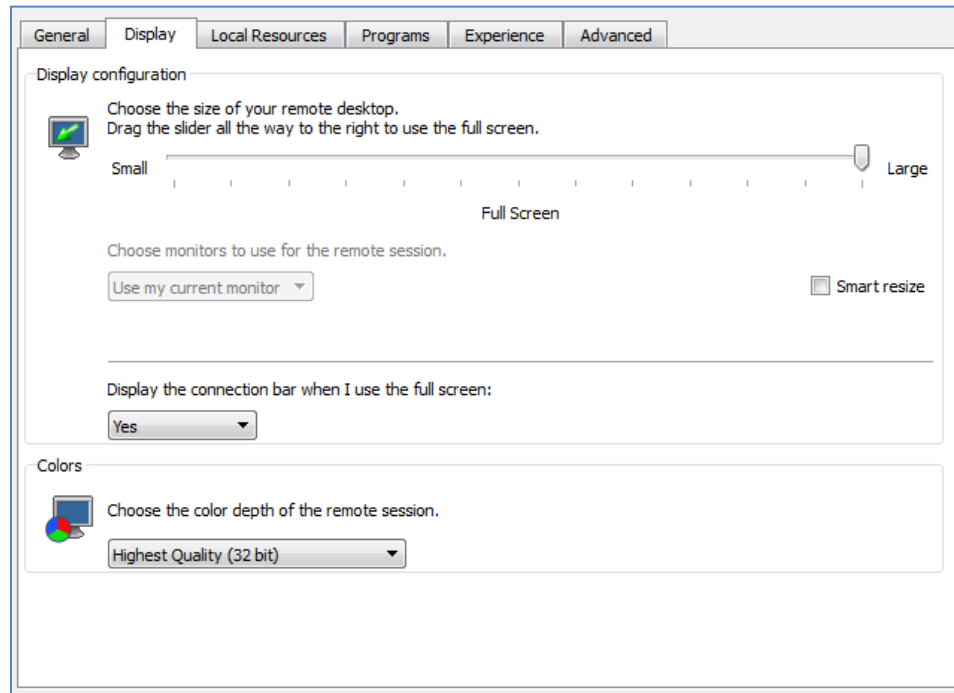 General Display Local Resources Programs Experience Advanced
Display configuration
Choose the size of your remote desktop.
Drag the slider all the way to the right to use the full screen.
Small Large
Full Screen
Choose monitors to use for the remote session.
Use my current monitor Smart resize
Display the connection bar when I use the full screen:
Yes
Colors
Choose the color depth of the remote session.
Highest Quality (32 bit)